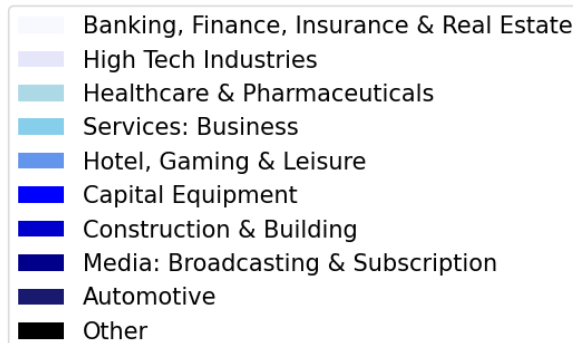 Banking, Finance, Insurance & Real Estate
High Tech Industries
Healthcare & Pharmaceuticals
Services: Business
Hotel, Gaming & Leisure
Capital Equipment
Construction & Building
Media: Broadcasting & Subscription
Automotive
Other